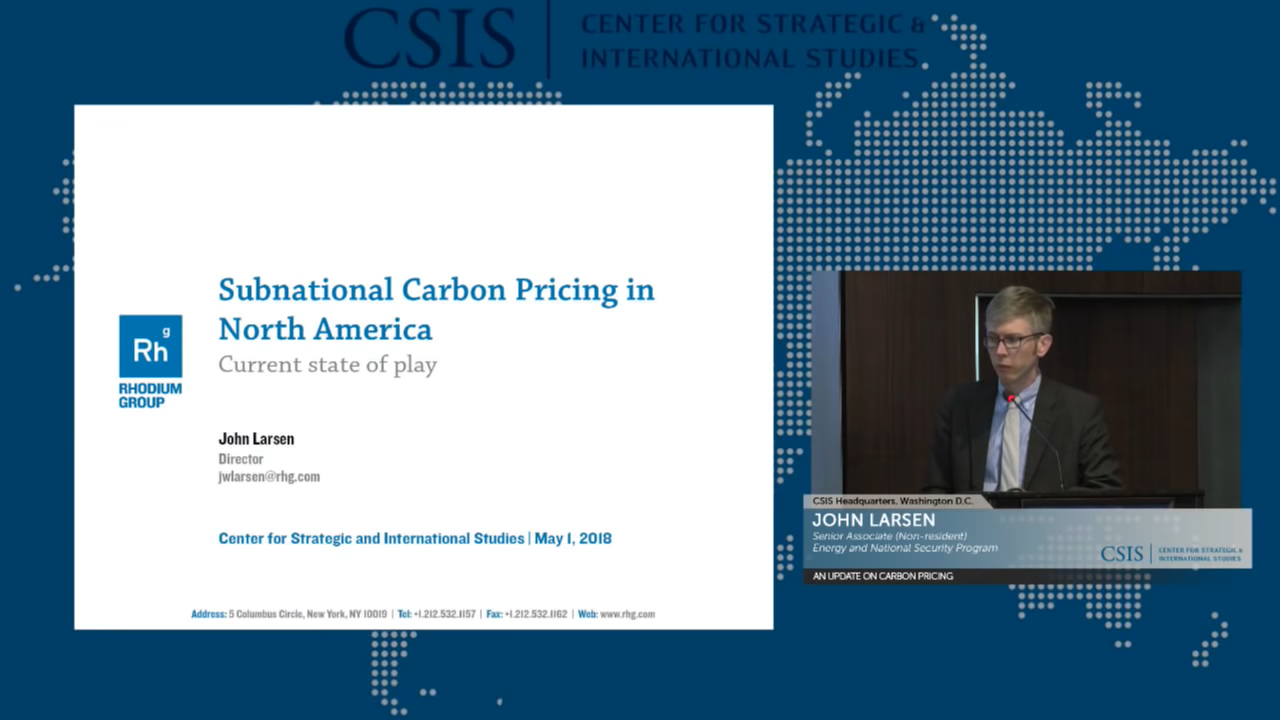 CSIS
CENTER FOR STRATEGIC &
INTERNATIONAL STUDIES
Subnational Carbon Pricing in
North America
Current state of play
g
Rh
RHODIUM
GROUP
John Larsen
Director
jwlarsen@rhg.com
Center for Strategic and International Studies | May 1, 2018
Address: 5 Columbus Circle, New York, NY 10019 | Tel: +1.212.532.1157 | Fax: +1.212.532.1162 | Web: www.rhg.com
CSIS Headquarters, Washington D.C.
JOHN LARSEN
Senior Associate (Non-resident)
Energy and National Security Program
CSIS
CENTER FOR STRATEGIC &
INTERNATIONAL STUDIES
AN UPDATE ON CARBON PRICING